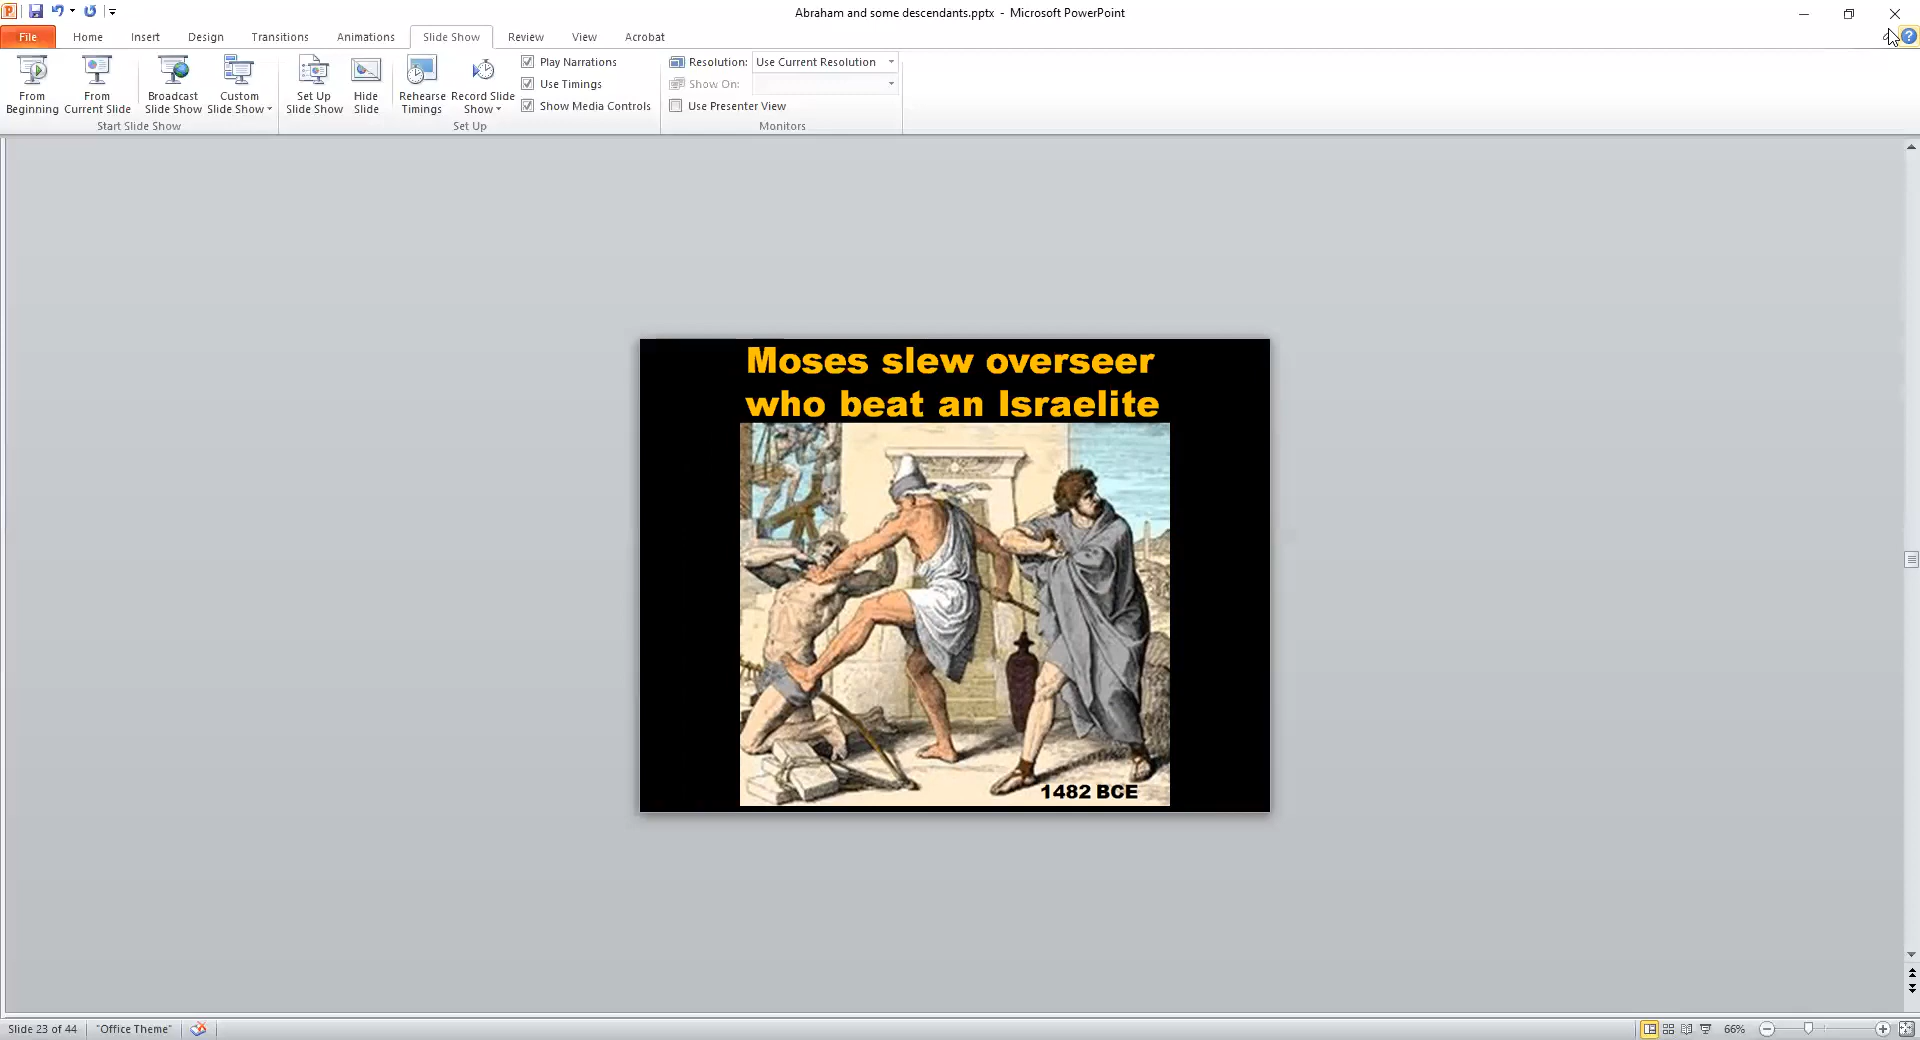 Abraham and some descendants.pptx - Microsoft PowerPoint
File Home Insert Design Transitions Animations Slide Show Review View Acrobat
From Beginning
From Current Slide
Broadcast Slide Show
Custom Slide Show
Set Up Slide Show
Hide Slide
Rehearse Timings
Record Slide Show
Play Narrations
Use Timings
Show Media Controls
Resolution: Use Current Resolution
Show On:
Use Presenter View
Start Slide Show
Set Up
Monitors
Moses slew overseer
who beat an Israelite
1482 BCE
Slide 23 of 44 "Office Theme" 66%